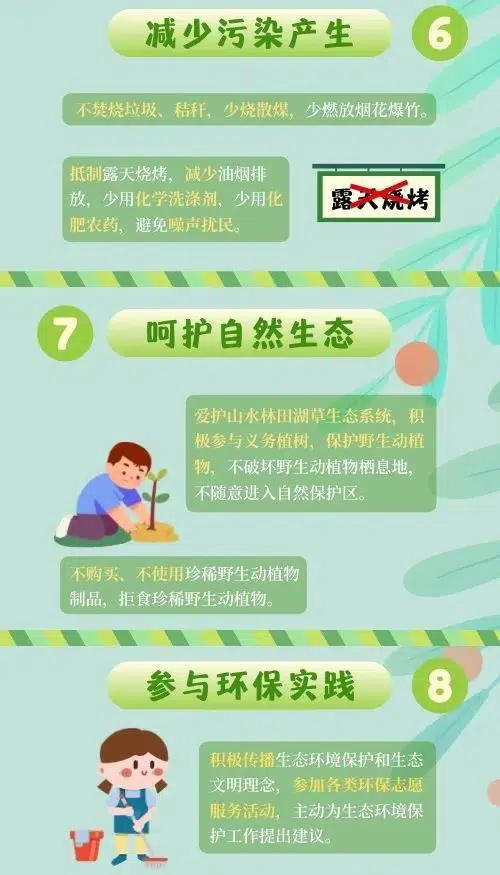 减少污染产生
6
不焚烧垃圾、秸秆，少烧散煤，少燃放烟花爆竹。
抵制露天烧烤，减少油烟排
放，少用化学洗涤剂，少用化
肥农药，避免噪声扰民。
露天烧烤
7
呵护自然生态
爱护山水林田湖草生态系统，积
极参与义务植树，保护野生动植
物，不破坏野生动植物栖息地，
不随意进入自然保护区。
不购买、不使用珍稀野生动植物
制品，拒食珍稀野生动植物。
参与环保实践
8
积极传播生态环境保护和生态
文明理念，参加各类环保志愿
服务活动，主动为生态环境保
护工作提出建议。